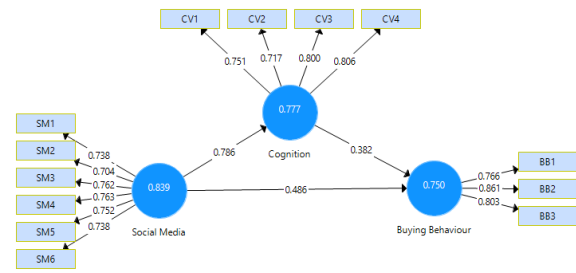 CV1 CV2 CV3 CV4
0.751 0.717 0.800 0.806
0.777
Cognition
SM1
SM2
SM3
SM4
SM5
SM6
0.738
0.704
0.762
0.763
0.752
0.738
0.839
Social Media
0.786
0.382
0.486
0.750
Buying Behaviour
0.766
0.861
0.803
BB1
BB2
BB3